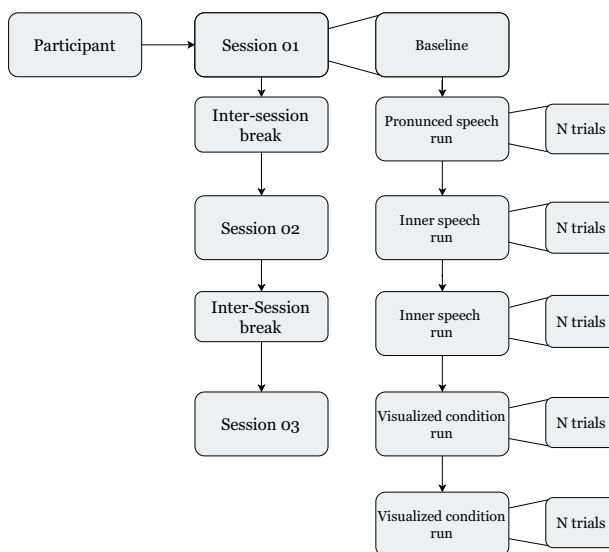 Participant
Session 01
Baseline
Inter-session
break
Pronunced speech
run
N trials
Session 02
Inner speech
run
N trials
Inter-Session
break
Inner speech
run
N trials
Session 03
Visualized condition
run
N trials
Visualized condition
run
N trials